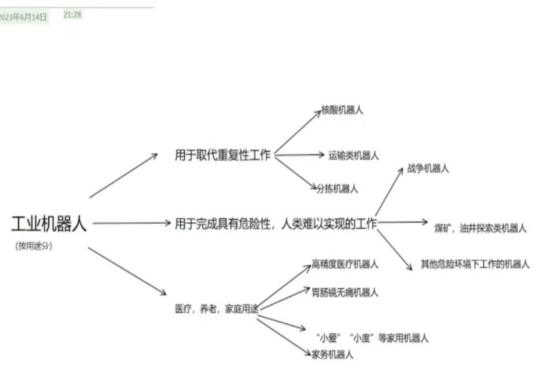 2023年6月14日 21:28
核酸机器人
用于取代重复性工作
运输类机器人
分拣机器人
战争机器人
工业机器人
(按用途分)
用于完成具有危险性，人类难以实现的工作
煤矿，油井探索类机器人
其他危险环境下工作的机器人
高精度医疗机器人
胃肠镜无痛机器人
医疗，养老，家庭用途
“小爱”“小度”等家用机器人
家务机器人